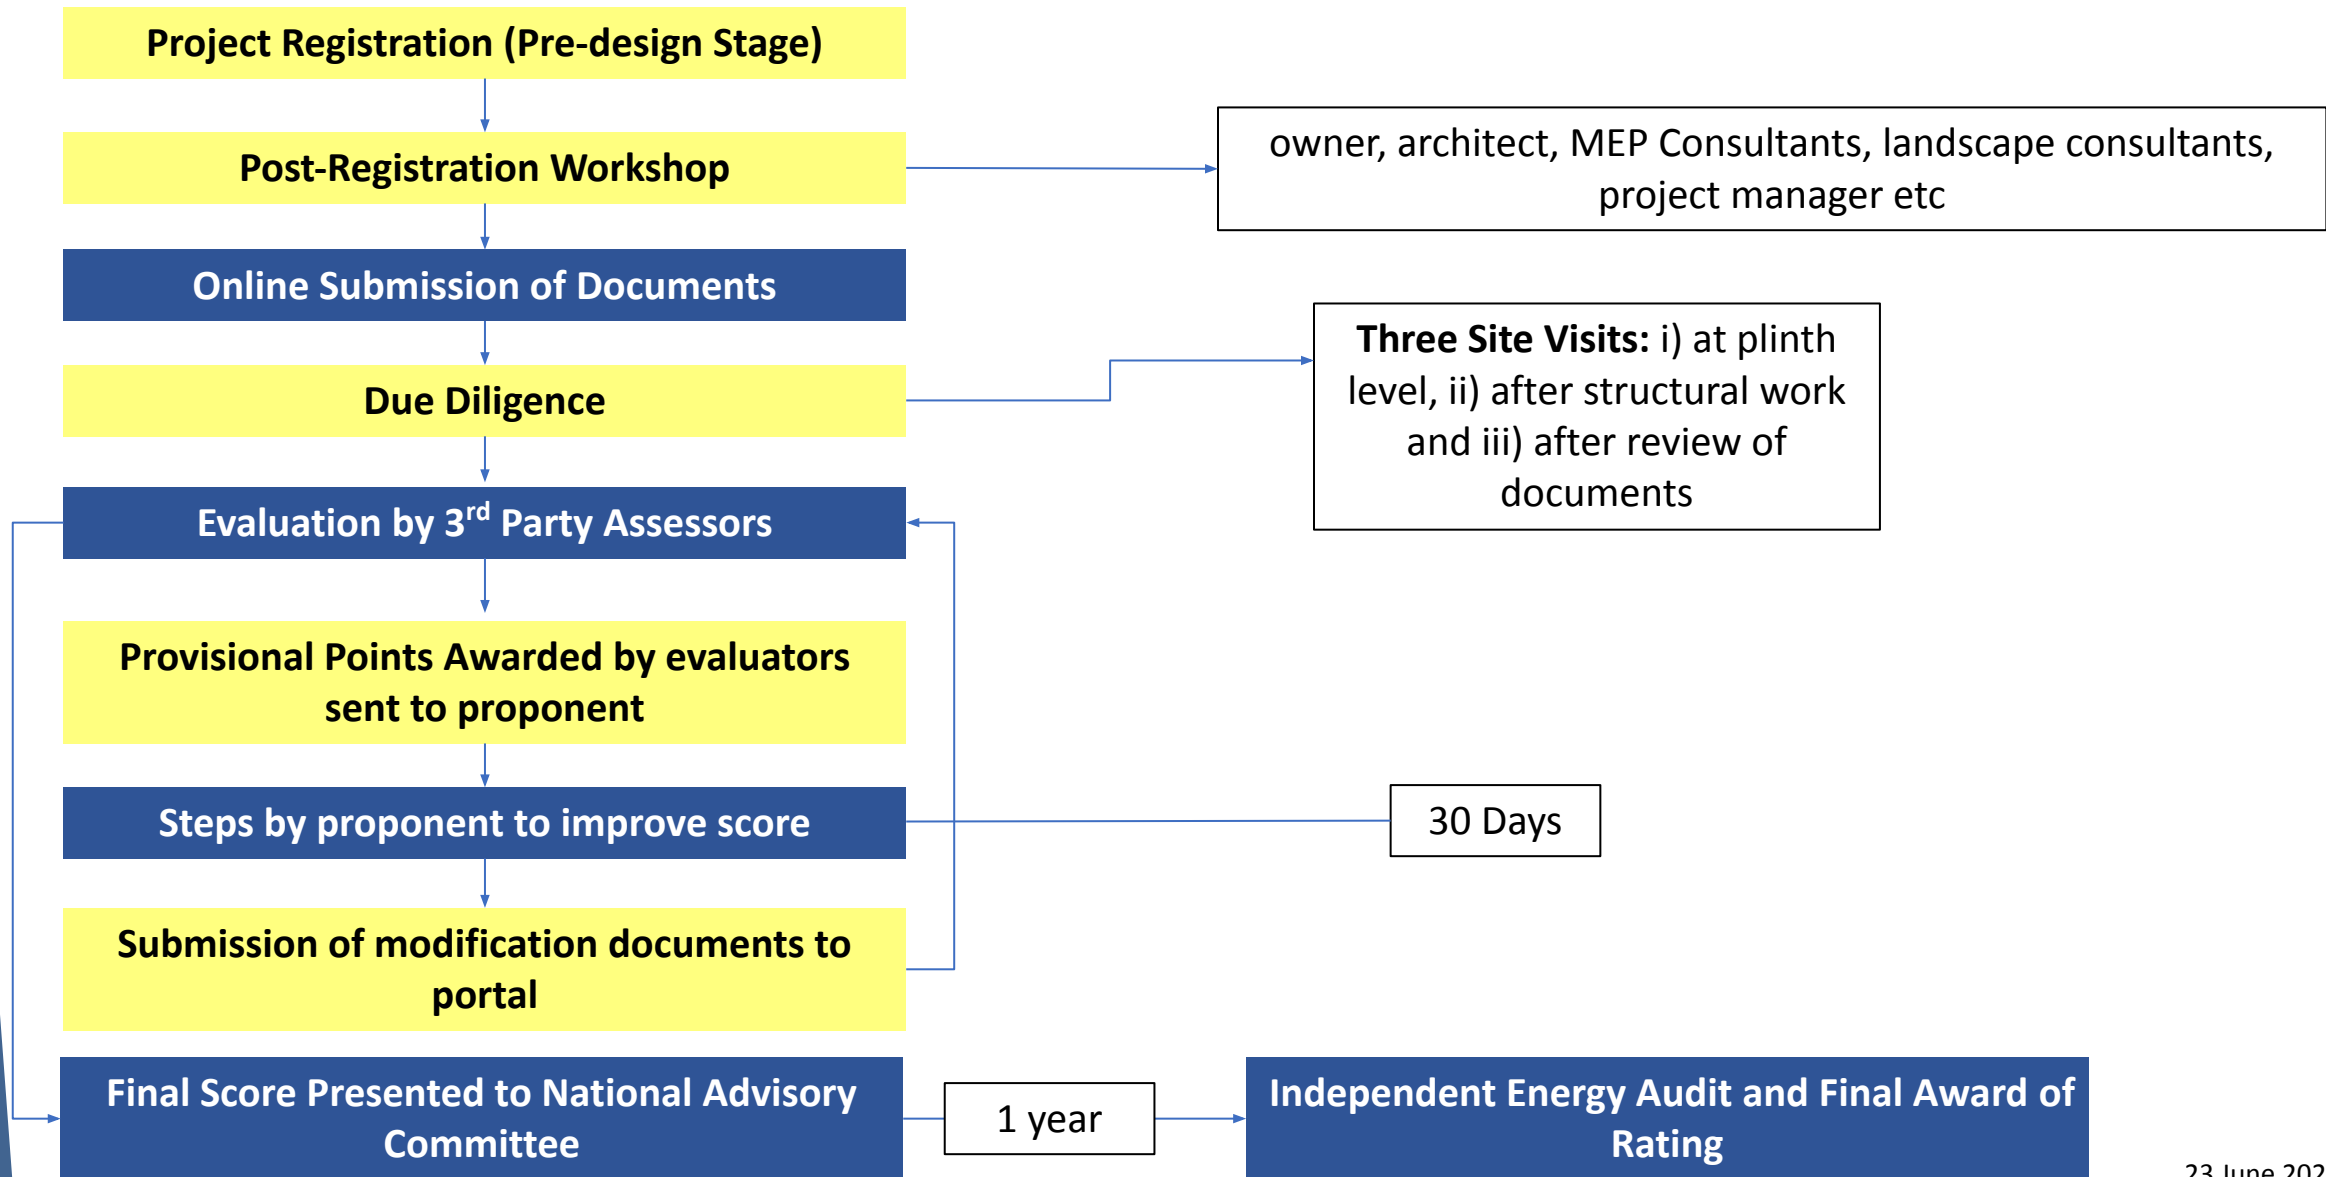 Project Registration (Pre-design Stage)
Post-Registration Workshop
owner, architect, MEP Consultants, landscape consultants,
project manager etc
Online Submission of Documents
Three Site Visits: i) at plinth
level, ii) after structural work
and iii) after review of
documents
Due Diligence
Evaluation by 3rd Party Assessors
Provisional Points Awarded by evaluators
sent to proponent
Steps by proponent to improve score
30 Days
Submission of modification documents to
portal
Final Score Presented to National Advisory
Committee
1 year
Independent Energy Audit and Final Award of
Rating
23 June